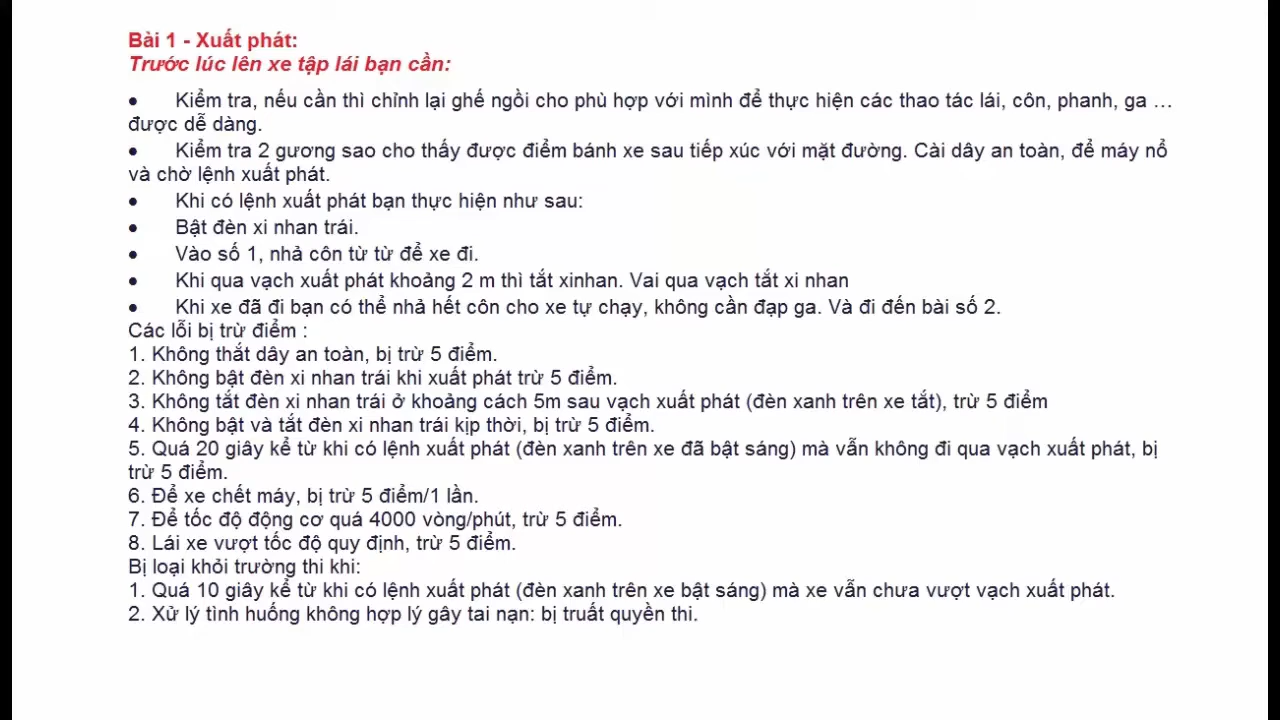 Bài 1 - Xuất phát:
Trước lúc lên xe tập lái bạn cần:
• Kiểm tra, nếu cần thì chỉnh lại ghế ngồi cho phù hợp với mình để thực hiện các thao tác lái, côn, phanh, ga ...
được dễ dàng.
• Kiểm tra 2 gương sao cho thấy được điểm bánh xe sau tiếp xúc với mặt đường. Cài dây an toàn, để máy nổ
và chờ lệnh xuất phát.
• Khi có lệnh xuất phát bạn thực hiện như sau:
• Bật đèn xi nhan trái.
• Vào số 1, nhả côn từ từ để xe đi.
• Khi qua vạch xuất phát khoảng 2 m thì tắt xinhan. Vai qua vạch tắt xi nhan
• Khi xe đã đi bạn có thể nhả hết côn cho xe tự chạy, không cần đạp ga. Và đi đến bài số 2.
Các lỗi bị trừ điểm :
1. Không thắt dây an toàn, bị trừ 5 điểm.
2. Không bật đèn xi nhan trái khi xuất phát trừ 5 điểm.
3. Không tắt đèn xi nhan trái ở khoảng cách 5m sau vạch xuất phát (đèn xanh trên xe tắt), trừ 5 điểm
4. Không bật và tắt đèn xi nhan trái kịp thời, bị trừ 5 điểm.
5. Quá 20 giây kể từ khi có lệnh xuất phát (đèn xanh trên xe đã bật sáng) mà vẫn không đi qua vạch xuất phát, bị
trừ 5 điểm.
6. Để xe chết máy, bị trừ 5 điểm/1 lần.
7. Để tốc độ động cơ quá 4000 vòng/phút, trừ 5 điểm.
8. Lái xe vượt tốc độ quy định, trừ 5 điểm.
Bị loại khỏi trường thi khi:
1. Quá 10 giây kể từ khi có lệnh xuất phát (đèn xanh trên xe bật sáng) mà xe vẫn chưa vượt vạch xuất phát.
2. Xử lý tình huống không hợp lý gây tai nạn: bị truất quyền thi.